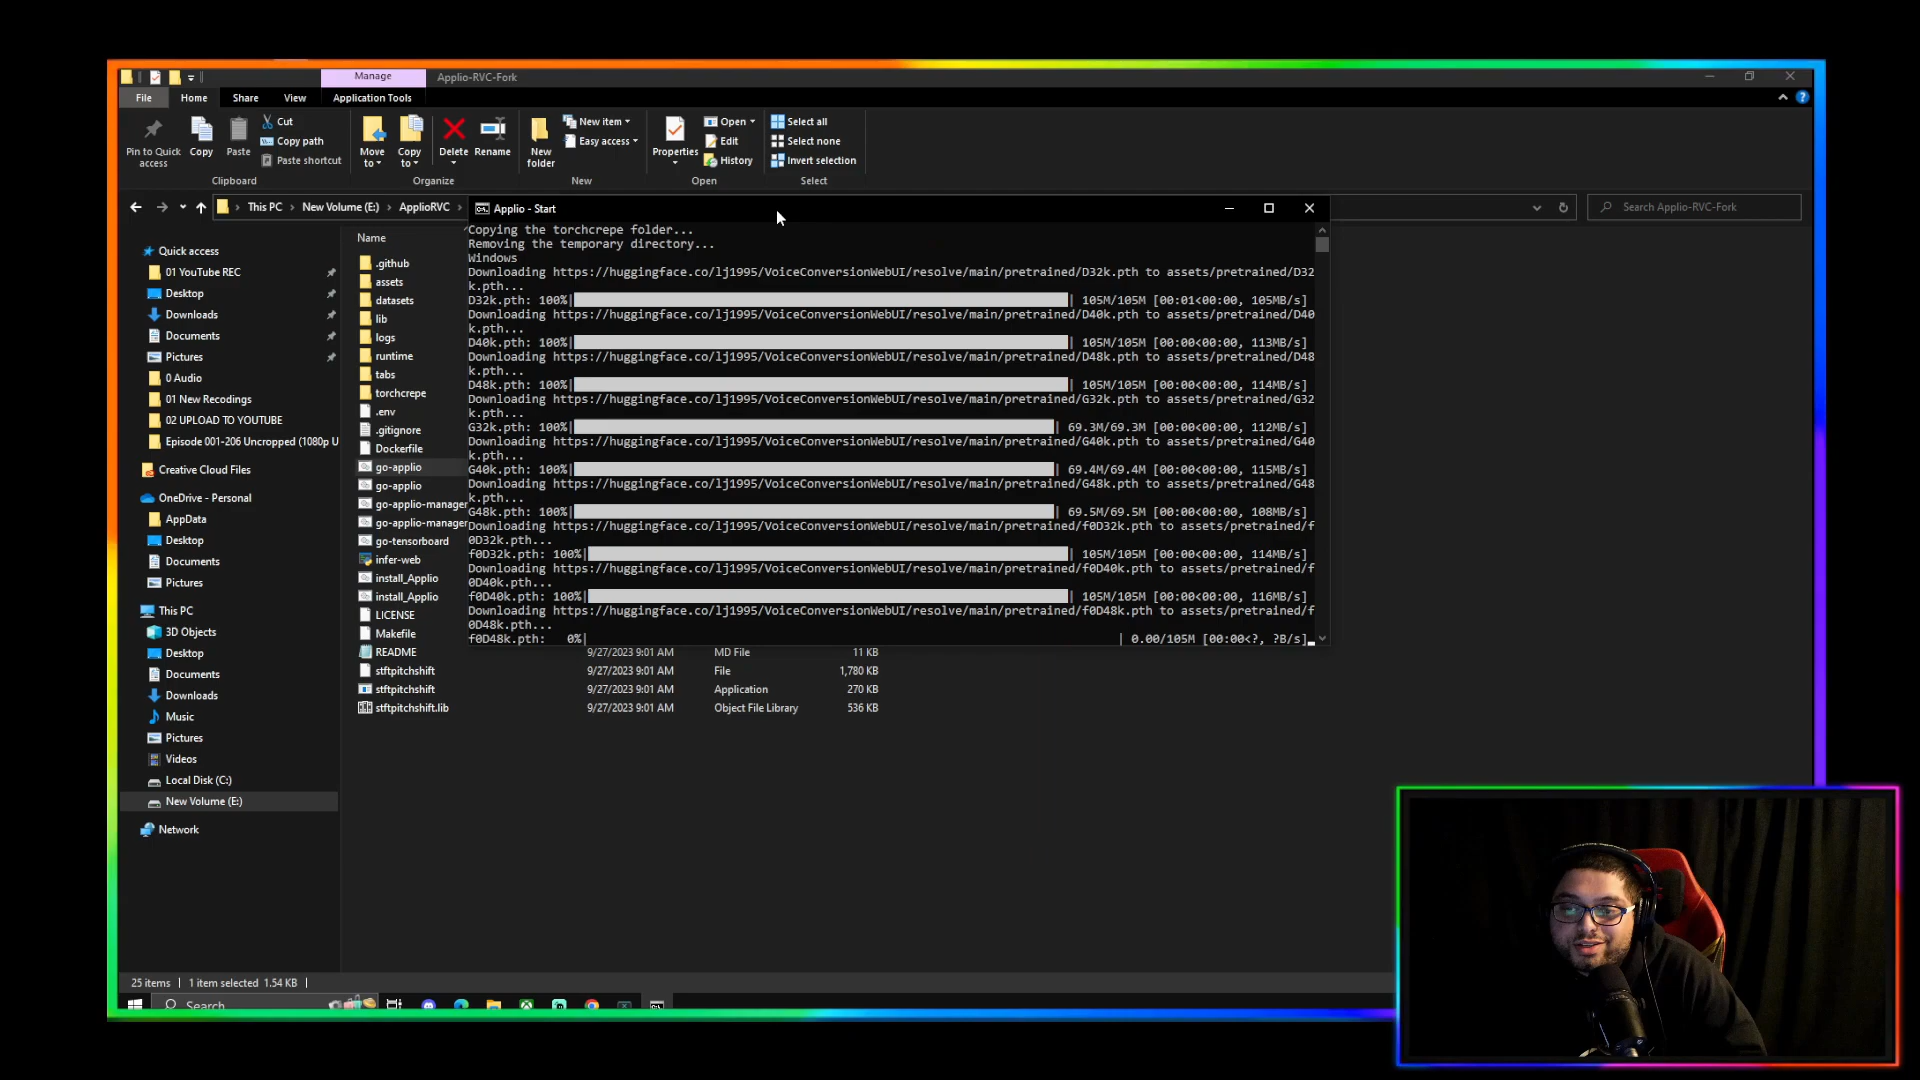 Manage
Applio-RVC-Fork
File
Home
Share
View
Application Tools
Pin to Quick access
Copy
Paste
Cut
Copy path
Paste shortcut
Clipboard
Move to
Copy to
Delete
Rename
Organize
New folder
New item
Easy access
New
Properties
Open
Edit
History
Open
Select all
Select none
Invert selection
Select
This PC > New Volume (E:) > ApplioRVC >
Search Applio-RVC-Fork
Applio - Start
Copying the torchcrepe folder...
Removing the temporary directory...
Windows
Downloading https://huggingface.co/lj1995/VoiceConversionWebUI/resolve/main/pretrained/D32k.pth to assets/pretrained/D32
k.pth...
D32k.pth: 100%| | 105M/105M [00:01<00:00, 105MB/s]
Downloading https://huggingface.co/lj1995/VoiceConversionWebUI/resolve/main/pretrained/D40k.pth to assets/pretrained/D40
k.pth...
D40k.pth: 100%| | 105M/105M [00:00<00:00, 113MB/s]
Downloading https://huggingface.co/lj1995/VoiceConversionWebUI/resolve/main/pretrained/D48k.pth to assets/pretrained/D48
k.pth...
D48k.pth: 100%| | 105M/105M [00:00<00:00, 114MB/s]
Downloading https://huggingface.co/lj1995/VoiceConversionWebUI/resolve/main/pretrained/G32k.pth to assets/pretrained/G32
k.pth...
G32k.pth: 100%| | 69.3M/69.3M [00:00<00:00, 112MB/s]
Downloading https://huggingface.co/lj1995/VoiceConversionWebUI/resolve/main/pretrained/G40k.pth to assets/pretrained/G40
k.pth...
G40k.pth: 100%| | 69.4M/69.4M [00:00<00:00, 115MB/s]
Downloading https://huggingface.co/lj1995/VoiceConversionWebUI/resolve/main/pretrained/G48k.pth to assets/pretrained/G48
k.pth...
G48k.pth: 100%| | 69.5M/69.5M [00:00<00:00, 108MB/s]
Downloading https://huggingface.co/lj1995/VoiceConversionWebUI/resolve/main/pretrained/f0D32k.pth to assets/pretrained/f
0D32k.pth...
f0D32k.pth: 100%| | 105M/105M [00:00<00:00, 114MB/s]
Downloading https://huggingface.co/lj1995/VoiceConversionWebUI/resolve/main/pretrained/f0D40k.pth to assets/pretrained/f
0D40k.pth...
f0D40k.pth: 100%| | 105M/105M [00:00<00:00, 116MB/s]
Downloading https://huggingface.co/lj1995/VoiceConversionWebUI/resolve/main/pretrained/f0D48k.pth to assets/pretrained/f
0D48k.pth...
f0D48k.pth: 0%| | 0.00/105M [00:00<?, ?B/s]
Quick access
01 YouTube REC
Desktop
Downloads
Documents
Pictures
0 Audio
01 New Recodings
02 UPLOAD TO YOUTUBE
Episode 001-206 Uncropped (1080p U
Creative Cloud Files
OneDrive - Personal
AppData
Desktop
Documents
Pictures
This PC
3D Objects
Desktop
Documents
Downloads
Music
Pictures
Videos
Local Disk (C:)
New Volume (E:)
Network
Name
.github
assets
datasets
lib
logs
runtime
tabs
torchcrepe
.env
.gitignore
Dockerfile
go-applio
go-applio
go-applio-manager
go-applio-manager
go-tensorboard
infer-web
install_Applio
install_Applio
LICENSE
Makefile
README 9/27/2023 9:01 AM MD File 11 KB
stftpitchshift 9/27/2023 9:01 AM File 1,780 KB
stftpitchshift 9/27/2023 9:01 AM Application 270 KB
stftpitchshift.lib 9/27/2023 9:01 AM Object File Library 536 KB
25 items | 1 item selected 1.54 KB |
Search